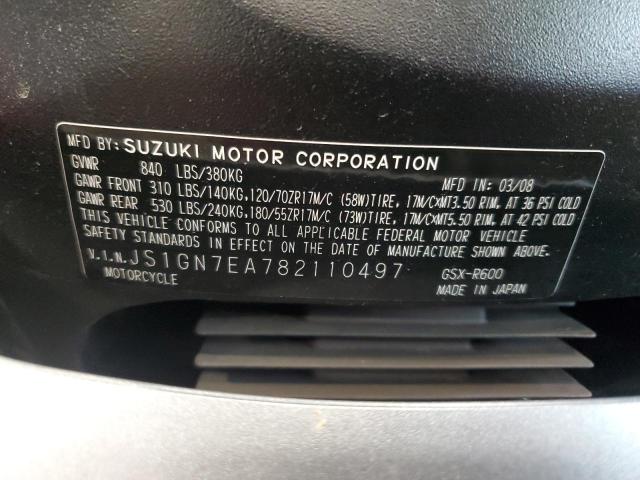 MFD BY: SUZUKI MOTOR CORPORATION
GVWR 840 LBS/380KG MFD IN: 03/08
GAWR FRONT 310 LBS/140KG, 120/70ZR17M/C (58W)TIRE, 17M/C×MT3.50 RIM, AT 36 PSI COLD
GAWR REAR 530 LBS/240KG, 180/55ZR17M/C (73W)TIRE, 17M/C×MT5.50 RIM, AT 42 PSI COLD
THIS VEHICLE CONFORMS TO ALL APPLICABLE FEDERAL MOTOR VEHICLE
SAFETY STANDARDS IN EFFECT ON THE DATE OF MANUFACTURE SHOWN ABOVE.
V.I.N. JS1GN7EA782110497 GSX-R600
MOTORCYCLE MADE IN JAPAN